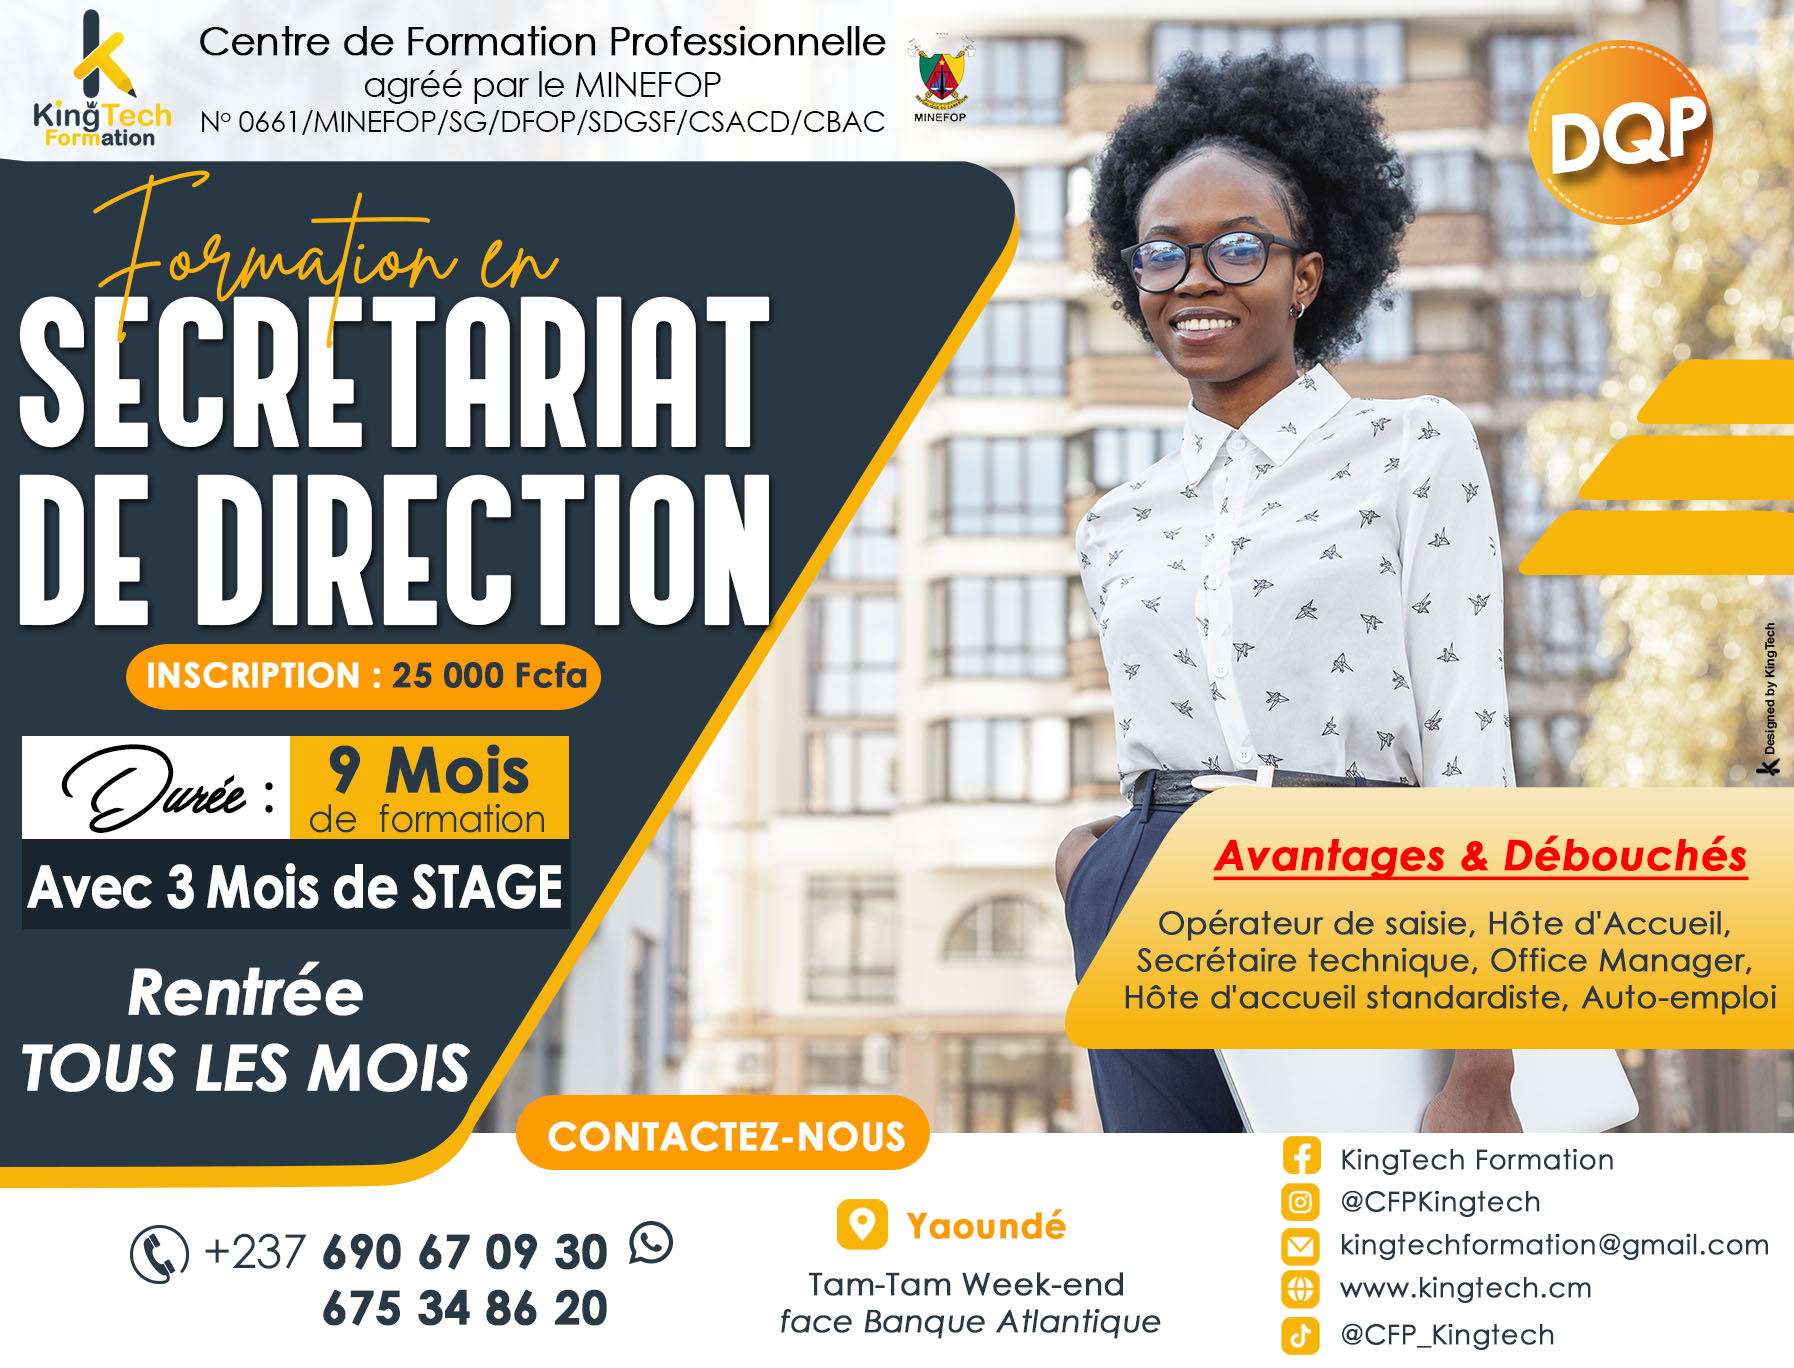 KingTech
Formation
Centre de Formation Professionnelle
agréé par le MINEFOP
N° 0661/MINEFOP/SG/DFOP/SDGSF/CSACD/CBAC
MINEFOP
DQP
Formation en
SECRETARIAT
DE DIRECTION
INSCRIPTION : 25 000 Fcfa
Durée :
9 Mois
de formation
Avec 3 Mois de STAGE
Rentrée
TOUS LES MOIS
Designed by KingTech
Avantages & Débouchés
Opérateur de saisie, Hôte d'Accueil,
Secrétaire technique, Office Manager,
Hôte d'accueil standardiste, Auto-emploi
CONTACTEZ-NOUS
+237 690 67 09 30
675 34 86 20
Yaoundé
Tam-Tam Week-end
face Banque Atlantique
KingTech Formation
@CFPKingtech
kingtechformation@gmail.com
www.kingtech.cm
@CFP_Kingtech